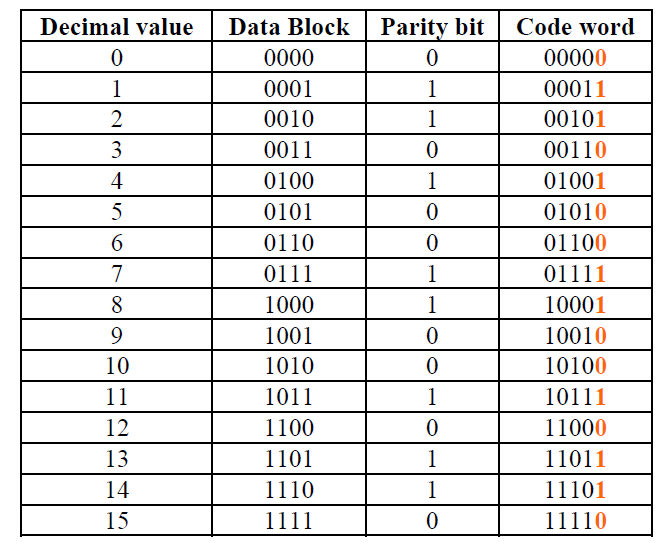 Decimal value Data Block Parity bit Code word
0 0000 0 00000
1 0001 1 00011
2 0010 1 00101
3 0011 0 00110
4 0100 1 01001
5 0101 0 01010
6 0110 0 01100
7 0111 1 01111
8 1000 1 10001
9 1001 0 10010
10 1010 0 10100
11 1011 1 10111
12 1100 0 11000
13 1101 1 11011
14 1110 1 11101
15 1111 0 11110